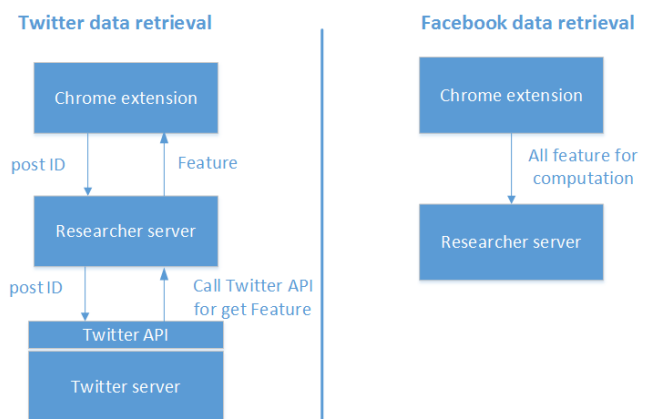 Twitter data retrieval
Chrome extension
post ID
Feature
Researcher server
post ID
Call Twitter API
for get Feature
Twitter API
Twitter server
Facebook data retrieval
Chrome extension
All feature for
computation
Researcher server